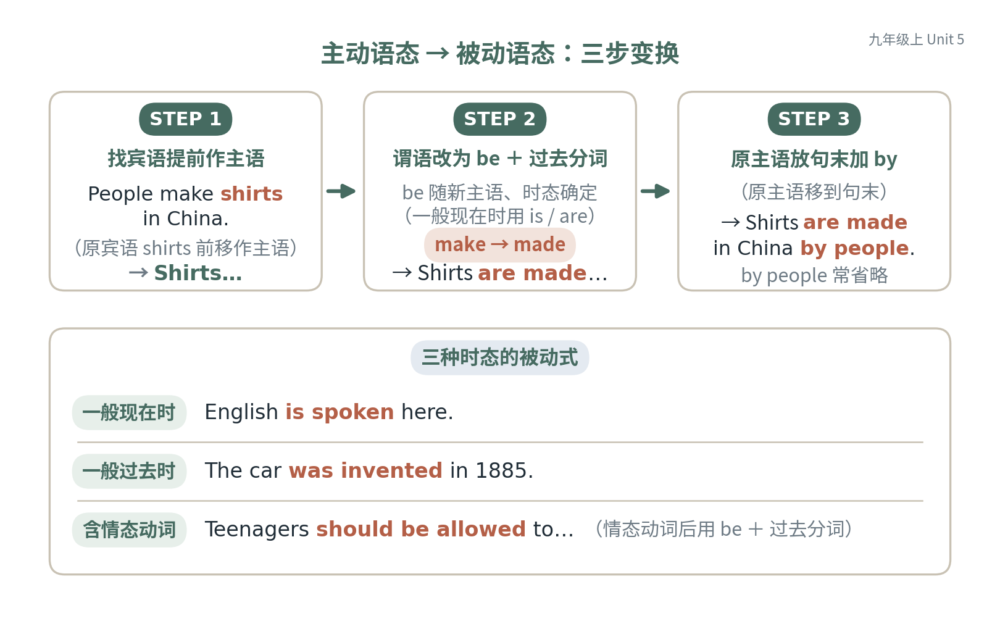 九年级上 Unit 5
主动语态 → 被动语态：三步变换
STEP 1
找宾语提前作主语
People make shirts
in China.
（原宾语 shirts 前移作主语）
→ Shirts…
STEP 2
谓语改为 be ＋ 过去分词
be 随新主语、时态确定
（一般现在时用 is / are）
make → made
→ Shirts are made…
STEP 3
原主语放句末加 by
（原主语移到句末）
→ Shirts are made
in China by people.
by people 常省略
三种时态的被动式
一般现在时 English is spoken here.
一般过去时 The car was invented in 1885.
含情态动词 Teenagers should be allowed to… （情态动词后用 be ＋ 过去分词）